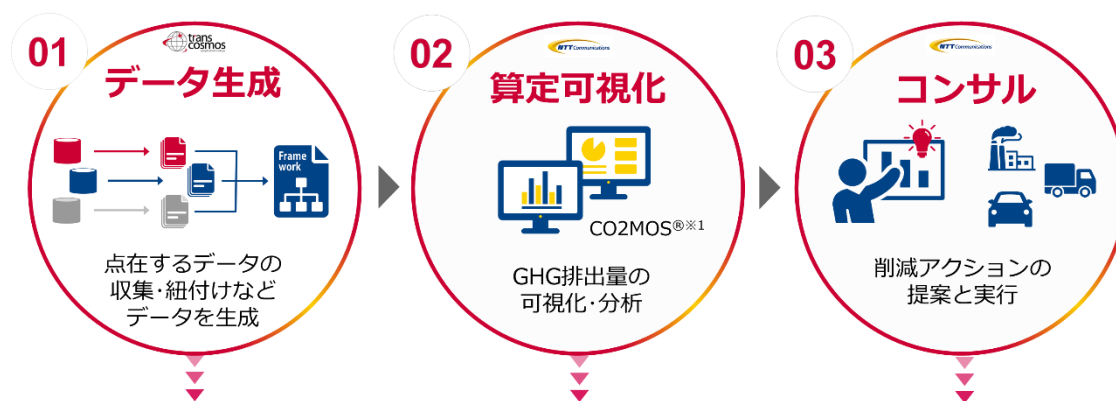 01
trans
cosmos
データ生成
Frame
work
点在するデータの
収集・紐付けなど
データを生成
02
NTT Communications
算定可視化
CO2MOS®※1
GHG排出量の
可視化・分析
03
NTT Communications
コンサル
削減アクションの
提案と実行